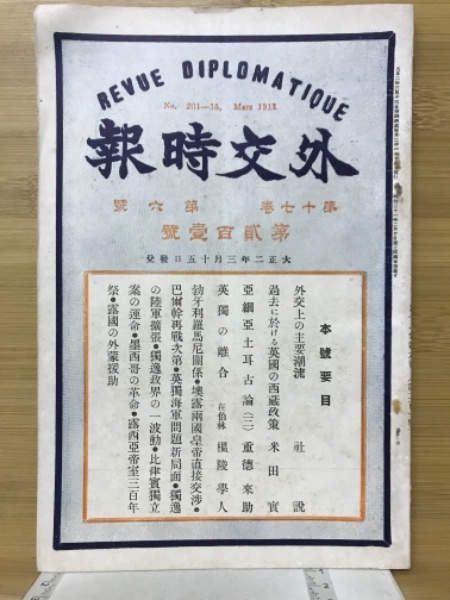 REVUE DIPLOMATIQUE
No. 201—15, Mars 1913
外交時報
第十七卷 第六號
第貳百壹號
大正二年三月十五日發兌
本號要目
外交上の主要潮流 社說
過去に於ける英國の西藏政策 米田實
亞細亞土耳古論(二) 重德來助
英獨の離合 在伯林 楊陵學人
勃牙利羅馬尼關係●墺露兩國皇帝直接交涉●
巴爾幹再戰次第●英獨海軍問題新局面●獨逸
の陸軍擴張●獨逸政界の一波動●比律賓獨立
案の運命●墨西哥の革命●露西亞帝室三百年
祭●露國の外蒙援助